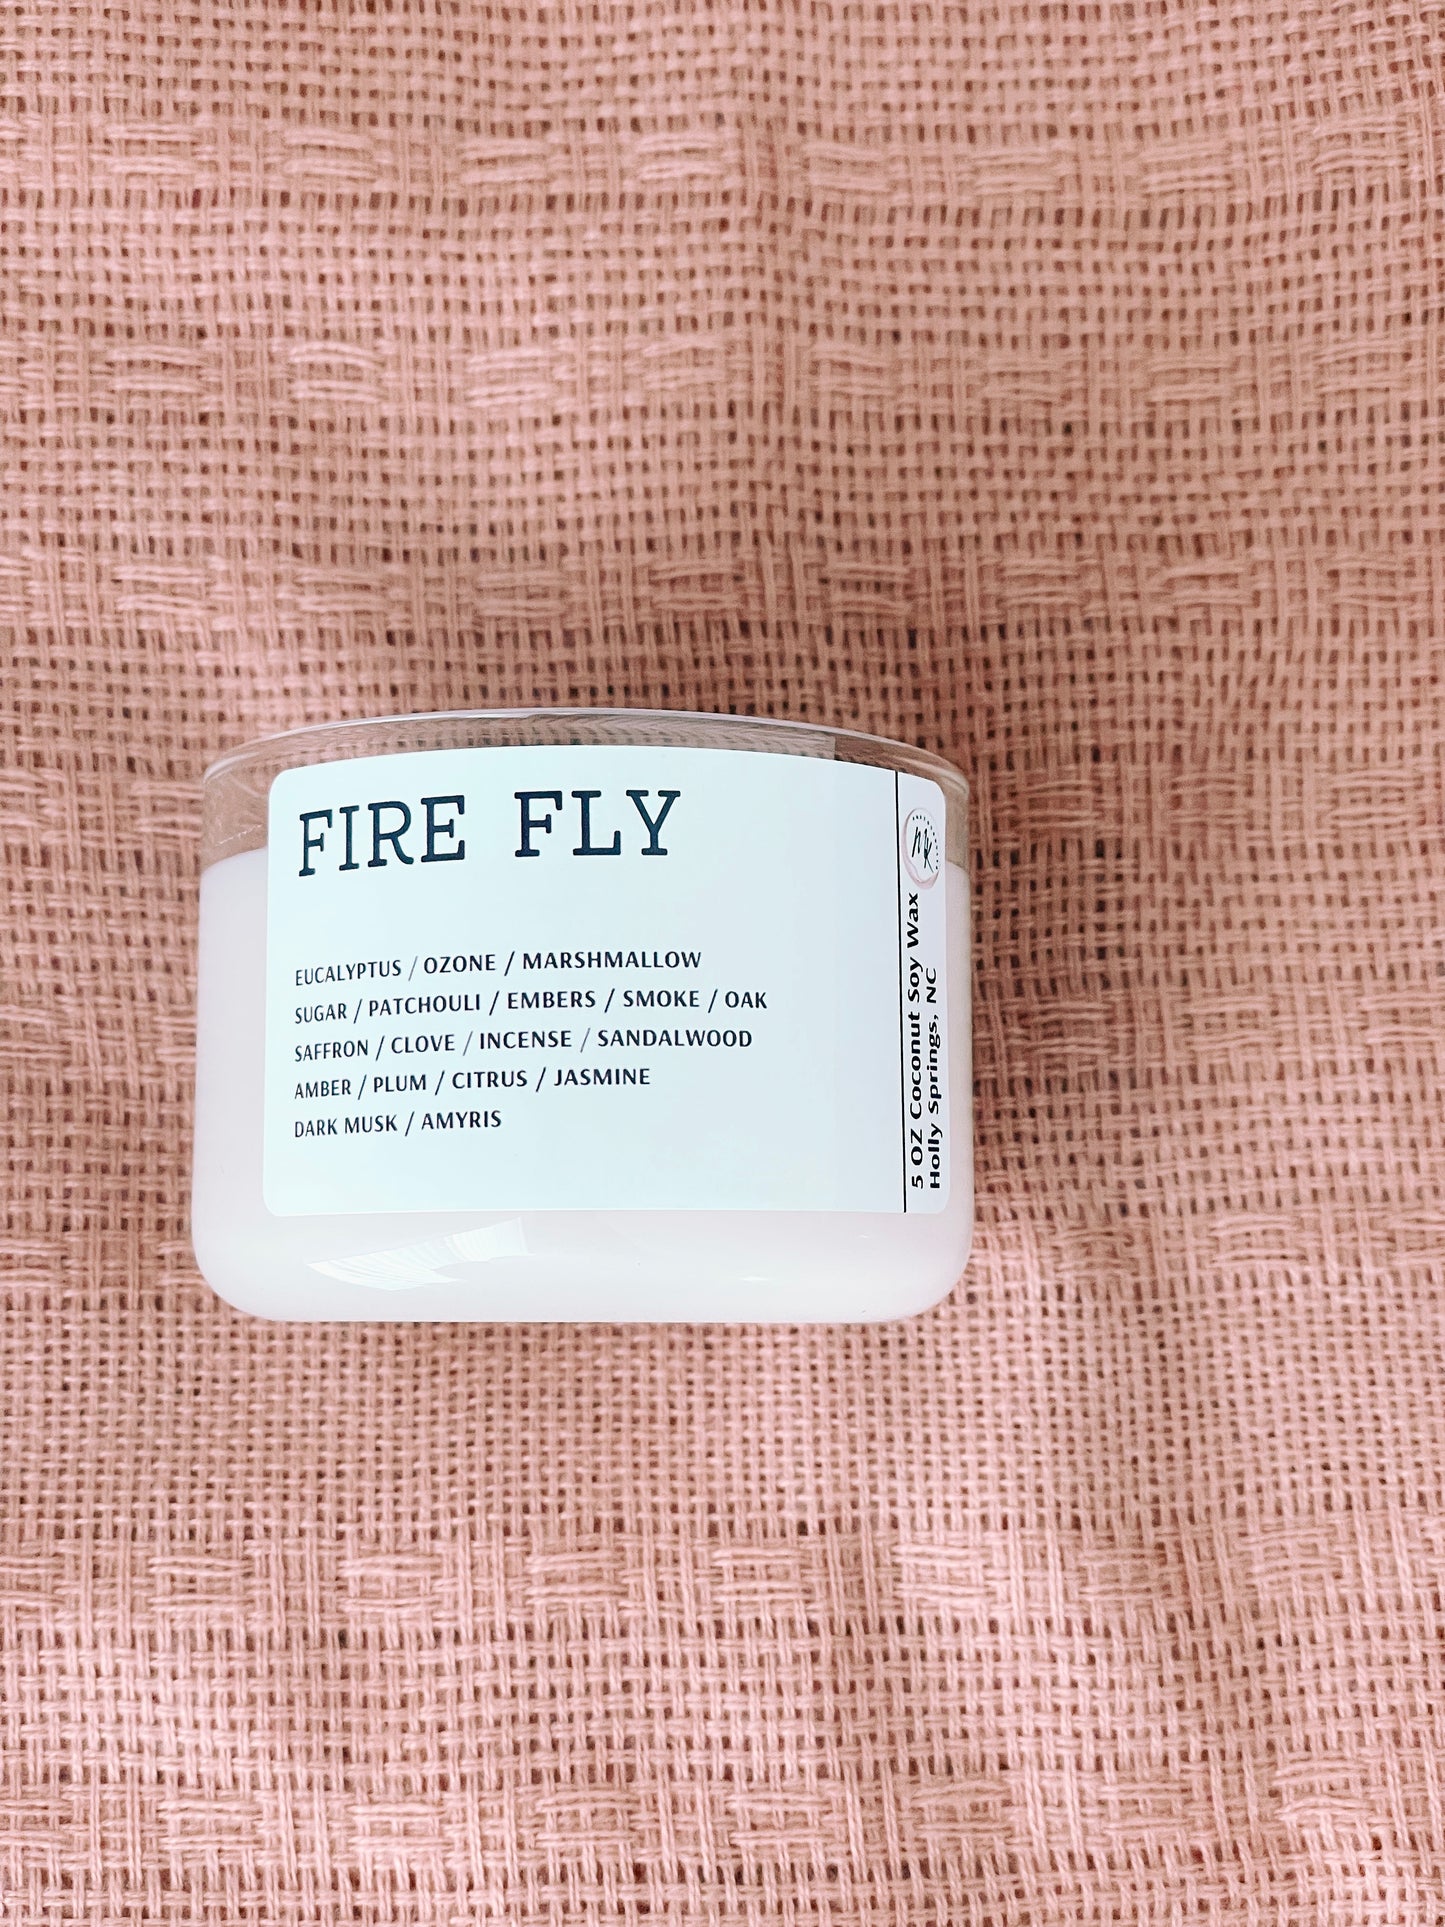 FIRE FLY
EUCALYPTUS / OZONE / MARSHMALLOW
SUGAR / PATCHOULI / EMBERS / SMOKE / OAK
SAFFRON / CLOVE / INCENSE / SANDALWOOD
AMBER / PLUM / CITRUS / JASMINE
DARK MUSK / AMYRIS
5 OZ Coconut Soy Wax
Holly Springs, NC